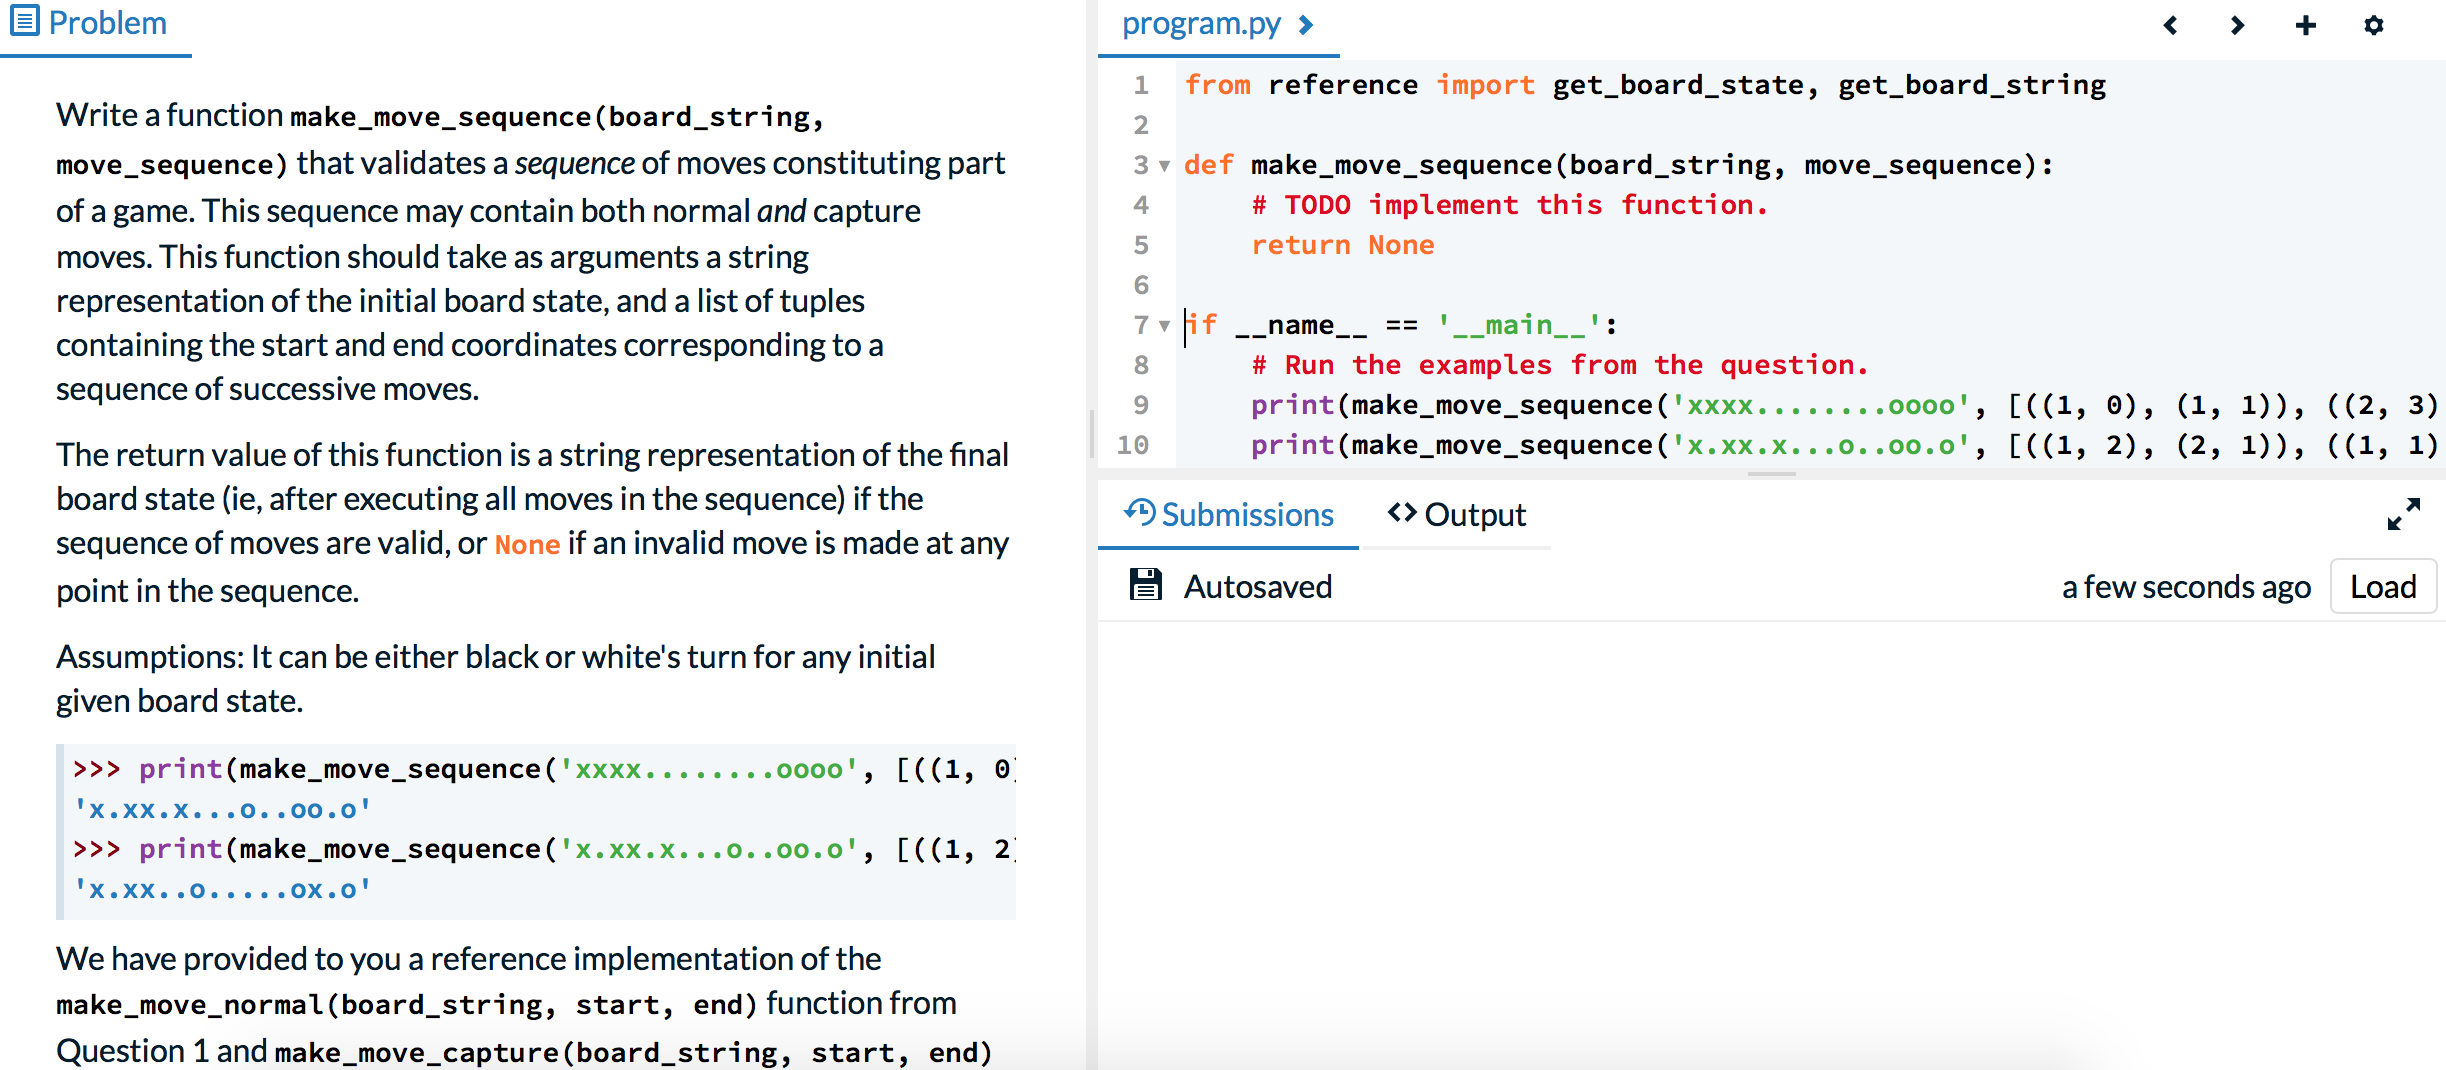 Problem
Write a function make_move_sequence(board_string,
move_sequence) that validates a sequence of moves constituting part
of a game. This sequence may contain both normal and capture
moves. This function should take as arguments a string
representation of the initial board state, and a list of tuples
containing the start and end coordinates corresponding to a
sequence of successive moves.
The return value of this function is a string representation of the final
board state (ie, after executing all moves in the sequence) if the
sequence of moves are valid, or None if an invalid move is made at any
point in the sequence.
Assumptions: It can be either black or white's turn for any initial
given board state.
>>> print(make_move_sequence('xxxx........oooo', [((1, 0)
'x.xx.x...o..oo.o'
>>> print(make_move_sequence('x.xx.x...o..oo.o', [((1, 2)
'x.xx..o.....ox.o'
We have provided to you a reference implementation of the
make_move_normal(board_string, start, end) function from
Question 1 and make_move_capture(board_string, start, end)
program.py
1 from reference import get_board_state, get_board_string
2
3 def make_move_sequence(board_string, move_sequence):
4 # TODO implement this function.
5 return None
6
7 if __name__ == '__main__':
8 # Run the examples from the question.
9 print(make_move_sequence('xxxx........oooo', [((1, 0), (1, 1)), ((2, 3)
10 print(make_move_sequence('x.xx.x...o..oo.o', [((1, 2), (2, 1)), ((1, 1)
Submissions <> Output
Autosaved a few seconds ago Load